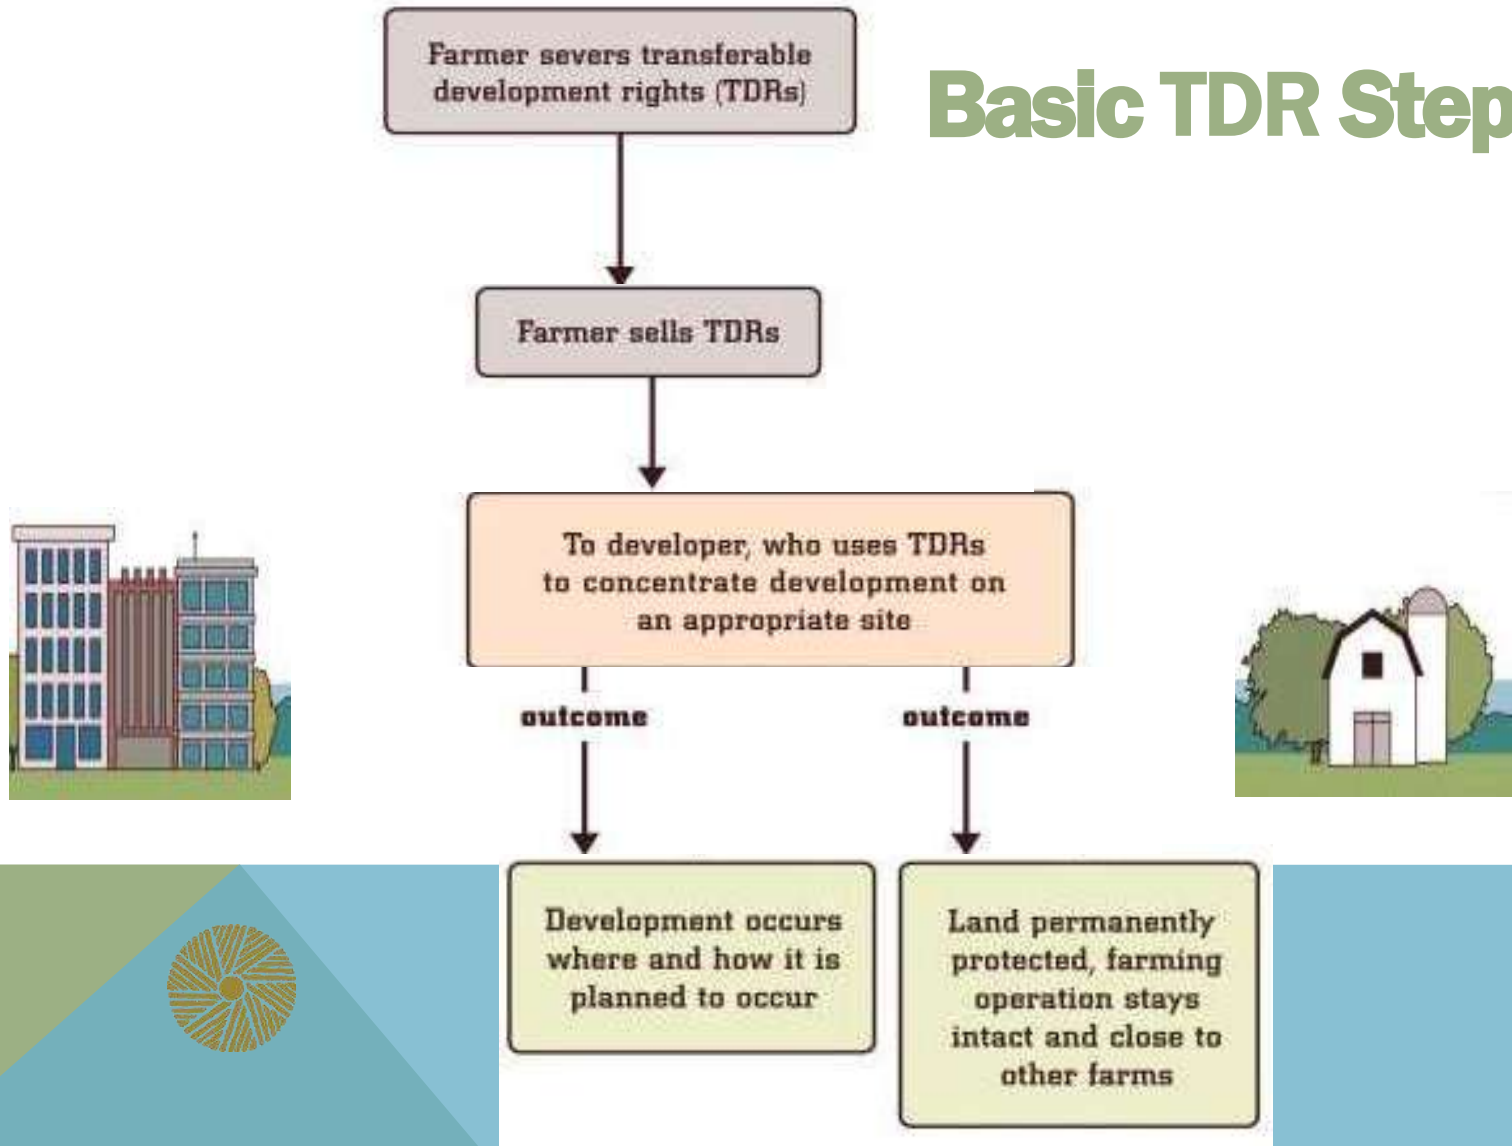 Basic TDR Step
Farmer severs transferable
development rights (TDRs)
Farmer sells TDRs
To developer, who uses TDRs
to concentrate development on
an appropriate site
outcome
outcome
Development occurs
where and how it is
planned to occur
Land permanently
protected, farming
operation stays
intact and close to
other farms